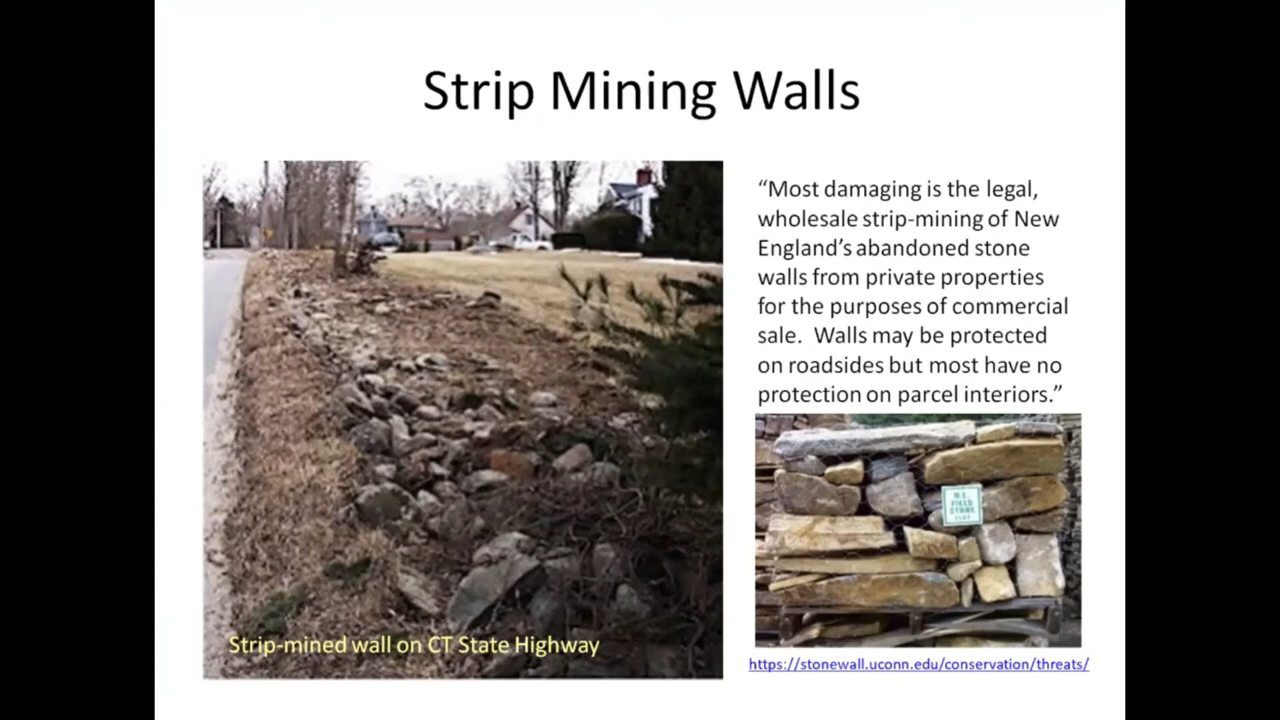 Strip Mining Walls
“Most damaging is the legal,
wholesale strip-mining of New
England’s abandoned stone
walls from private properties
for the purposes of commercial
sale.  Walls may be protected
on roadsides but most have no
protection on parcel interiors.”
N.E.
FIELD
STONE
Strip-mined wall on CT State Highway
https://stonewall.uconn.edu/conservation/threats/